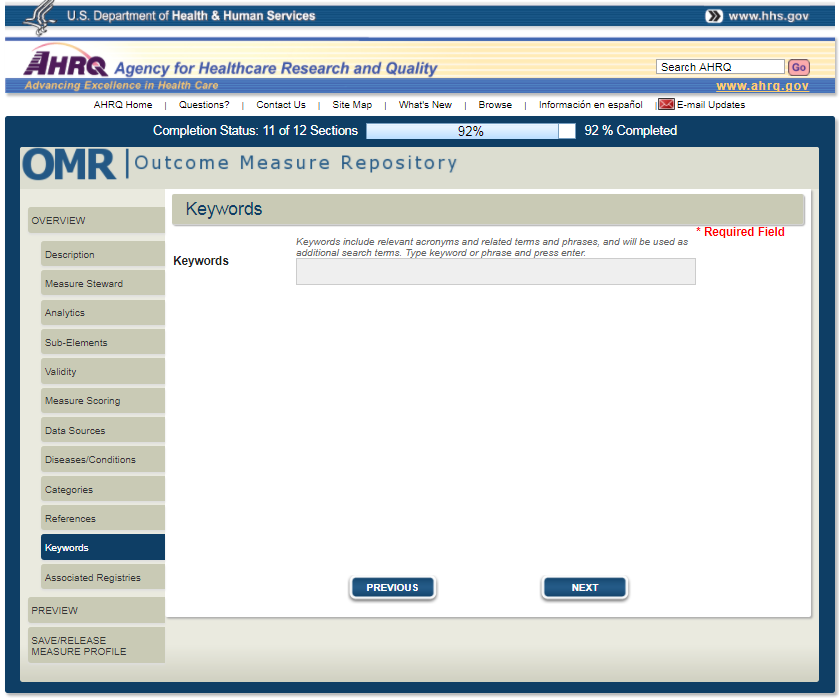 U.S. Department of Health & Human Services
www.hhs.gov
AHRQ Agency for Healthcare Research and Quality
Search AHRQ
Go
Advancing Excellence in Health Care
www.ahrq.gov
AHRQ Home | Questions? | Contact Us | Site Map | What's New | Browse | Información en español | E-mail Updates
Completion Status: 11 of 12 Sections 92% 92 % Completed
OMR | Outcome Measure Repository
OVERVIEW
Description
Measure Steward
Analytics
Sub-Elements
Validity
Measure Scoring
Data Sources
Diseases/Conditions
Categories
References
Keywords
Associated Registries
PREVIEW
SAVE/RELEASE
MEASURE PROFILE
Keywords
* Required Field
Keywords
Keywords include relevant acronyms and related terms and phrases, and will be used as
additional search terms. Type keyword or phrase and press enter.
PREVIOUS
NEXT